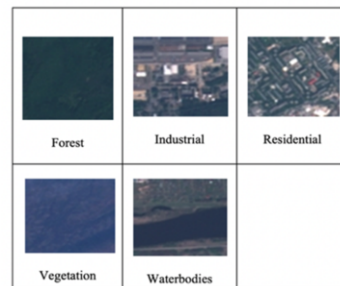 Forest
Industrial
Residential
Vegetation
Waterbodies